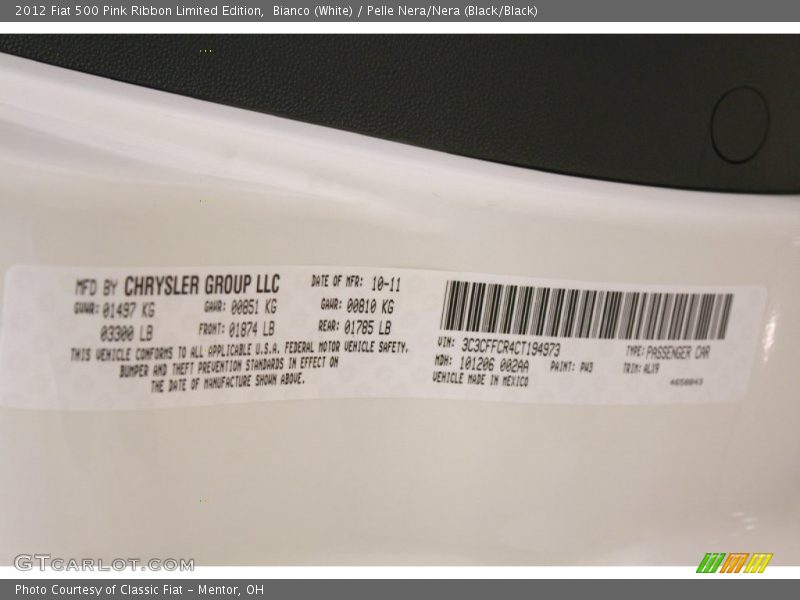 2012 Fiat 500 Pink Ribbon Limited Edition, Bianco (White) / Pelle Nera/Nera (Black/Black)
MFD BY CHRYSLER GROUP LLC DATE OF MFR: 10-11
GVWR: 01497 KG GAWR: 00851 KG GAWR: 00810 KG
03300 LB FRONT: 01874 LB REAR: 01785 LB
THIS VEHICLE CONFORMS TO ALL APPLICABLE U.S.A. FEDERAL MOTOR VEHICLE SAFETY,
BUMPER AND THEFT PREVENTION STANDARDS IN EFFECT ON
THE DATE OF MANUFACTURE SHOWN ABOVE.
VIN: 3C3CFFCR4CT194973 TYPE: PASSENGER CAR
MDH: 101206 002AA PAINT: PW3 TRIM: ALX9
VEHICLE MADE IN MEXICO 4658043
GTCARLOT.COM
Photo Courtesy of Classic Fiat - Mentor, OH